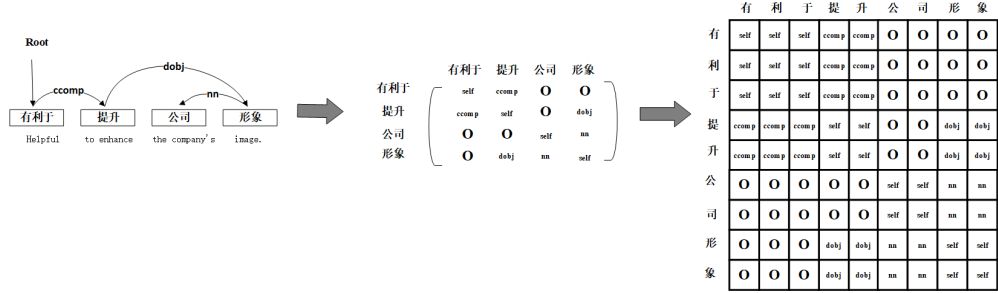 Root
ccomp
dobj
nn
有利于 提升 公司 形象
Helpful to enhance the company's image.
有利于 提升 公司 形象
有利于 self ccomp O O
提升 ccomp self O dobj
公司 O O self nn
形象 O dobj nn self
有 利 于 提 升 公 司 形 象
有 self self self ccomp ccomp O O O O
利 self self self ccomp ccomp O O O O
于 self self self ccomp ccomp O O O O
提 ccomp ccomp ccomp self self O O dobj dobj
升 ccomp ccomp ccomp self self O O dobj dobj
公 O O O O O self self nn nn
司 O O O O O self self nn nn
形 O O O dobj dobj nn nn self self
象 O O O dobj dobj nn nn self self